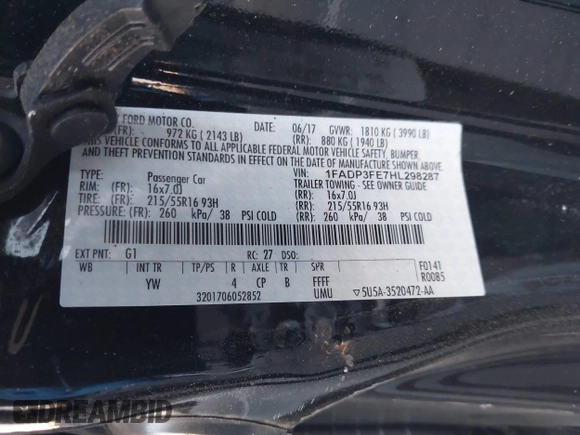 FORD MOTOR CO. DATE: 06/17 GVWR: 1810 KG ( 3990 LB)
(FR): 972 KG ( 2143 LB) (RR): 880 KG ( 1940 LB)
THIS VEHICLE CONFORMS TO ALL APPLICABLE FEDERAL MOTOR VEHICLE SAFETY, BUMPER,
AND THEFT PREVENTION STANDARDS IN EFFECT ON THE DATE OF MANUFACTURE SHOWN ABOVE.
VIN: 1FADP3FE7HL298287
TYPE: Passenger Car TRAILER TOWING - SEE OWNER GUIDE
RIM: (FR): 16x7.0J (RR): 16x7.0J
TIRE: (FR): 215/55R16 93H (RR): 215/55R16 93H
PRESSURE: (FR): 260 kPa/ 38 PSI COLD (RR): 260 kPa/ 38 PSI COLD
EXT PNT: G1 RC: 27 DSO:
WB INT TR TP/PS R AXLE TR SPR F0141
YW 4 CP B FFFF R0085
3201706052852 UMU ▽5U5A-3520472-AA
DREAMBID